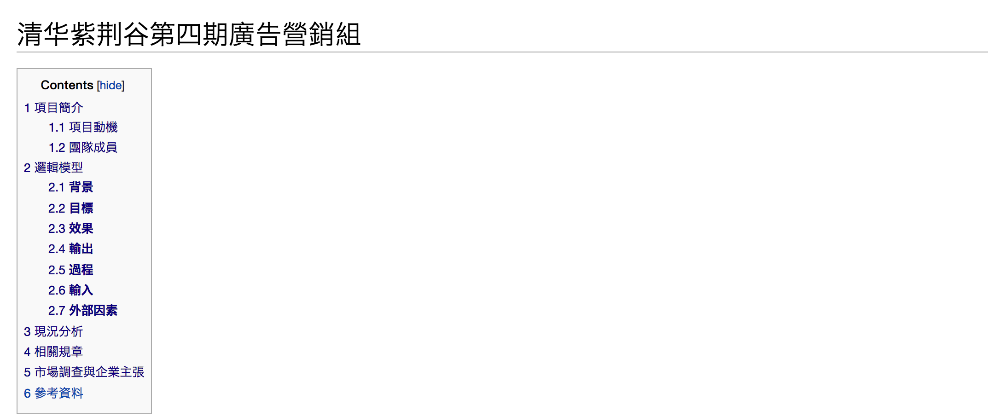 清华紫荆谷第四期廣告營銷組
Contents [hide]
1 項目簡介
1.1 項目動機
1.2 團隊成員
2 邏輯模型
2.1 背景
2.2 目標
2.3 效果
2.4 輸出
2.5 過程
2.6 輸入
2.7 外部因素
3 現況分析
4 相關規章
5 市場調查與企業主張
6 參考資料